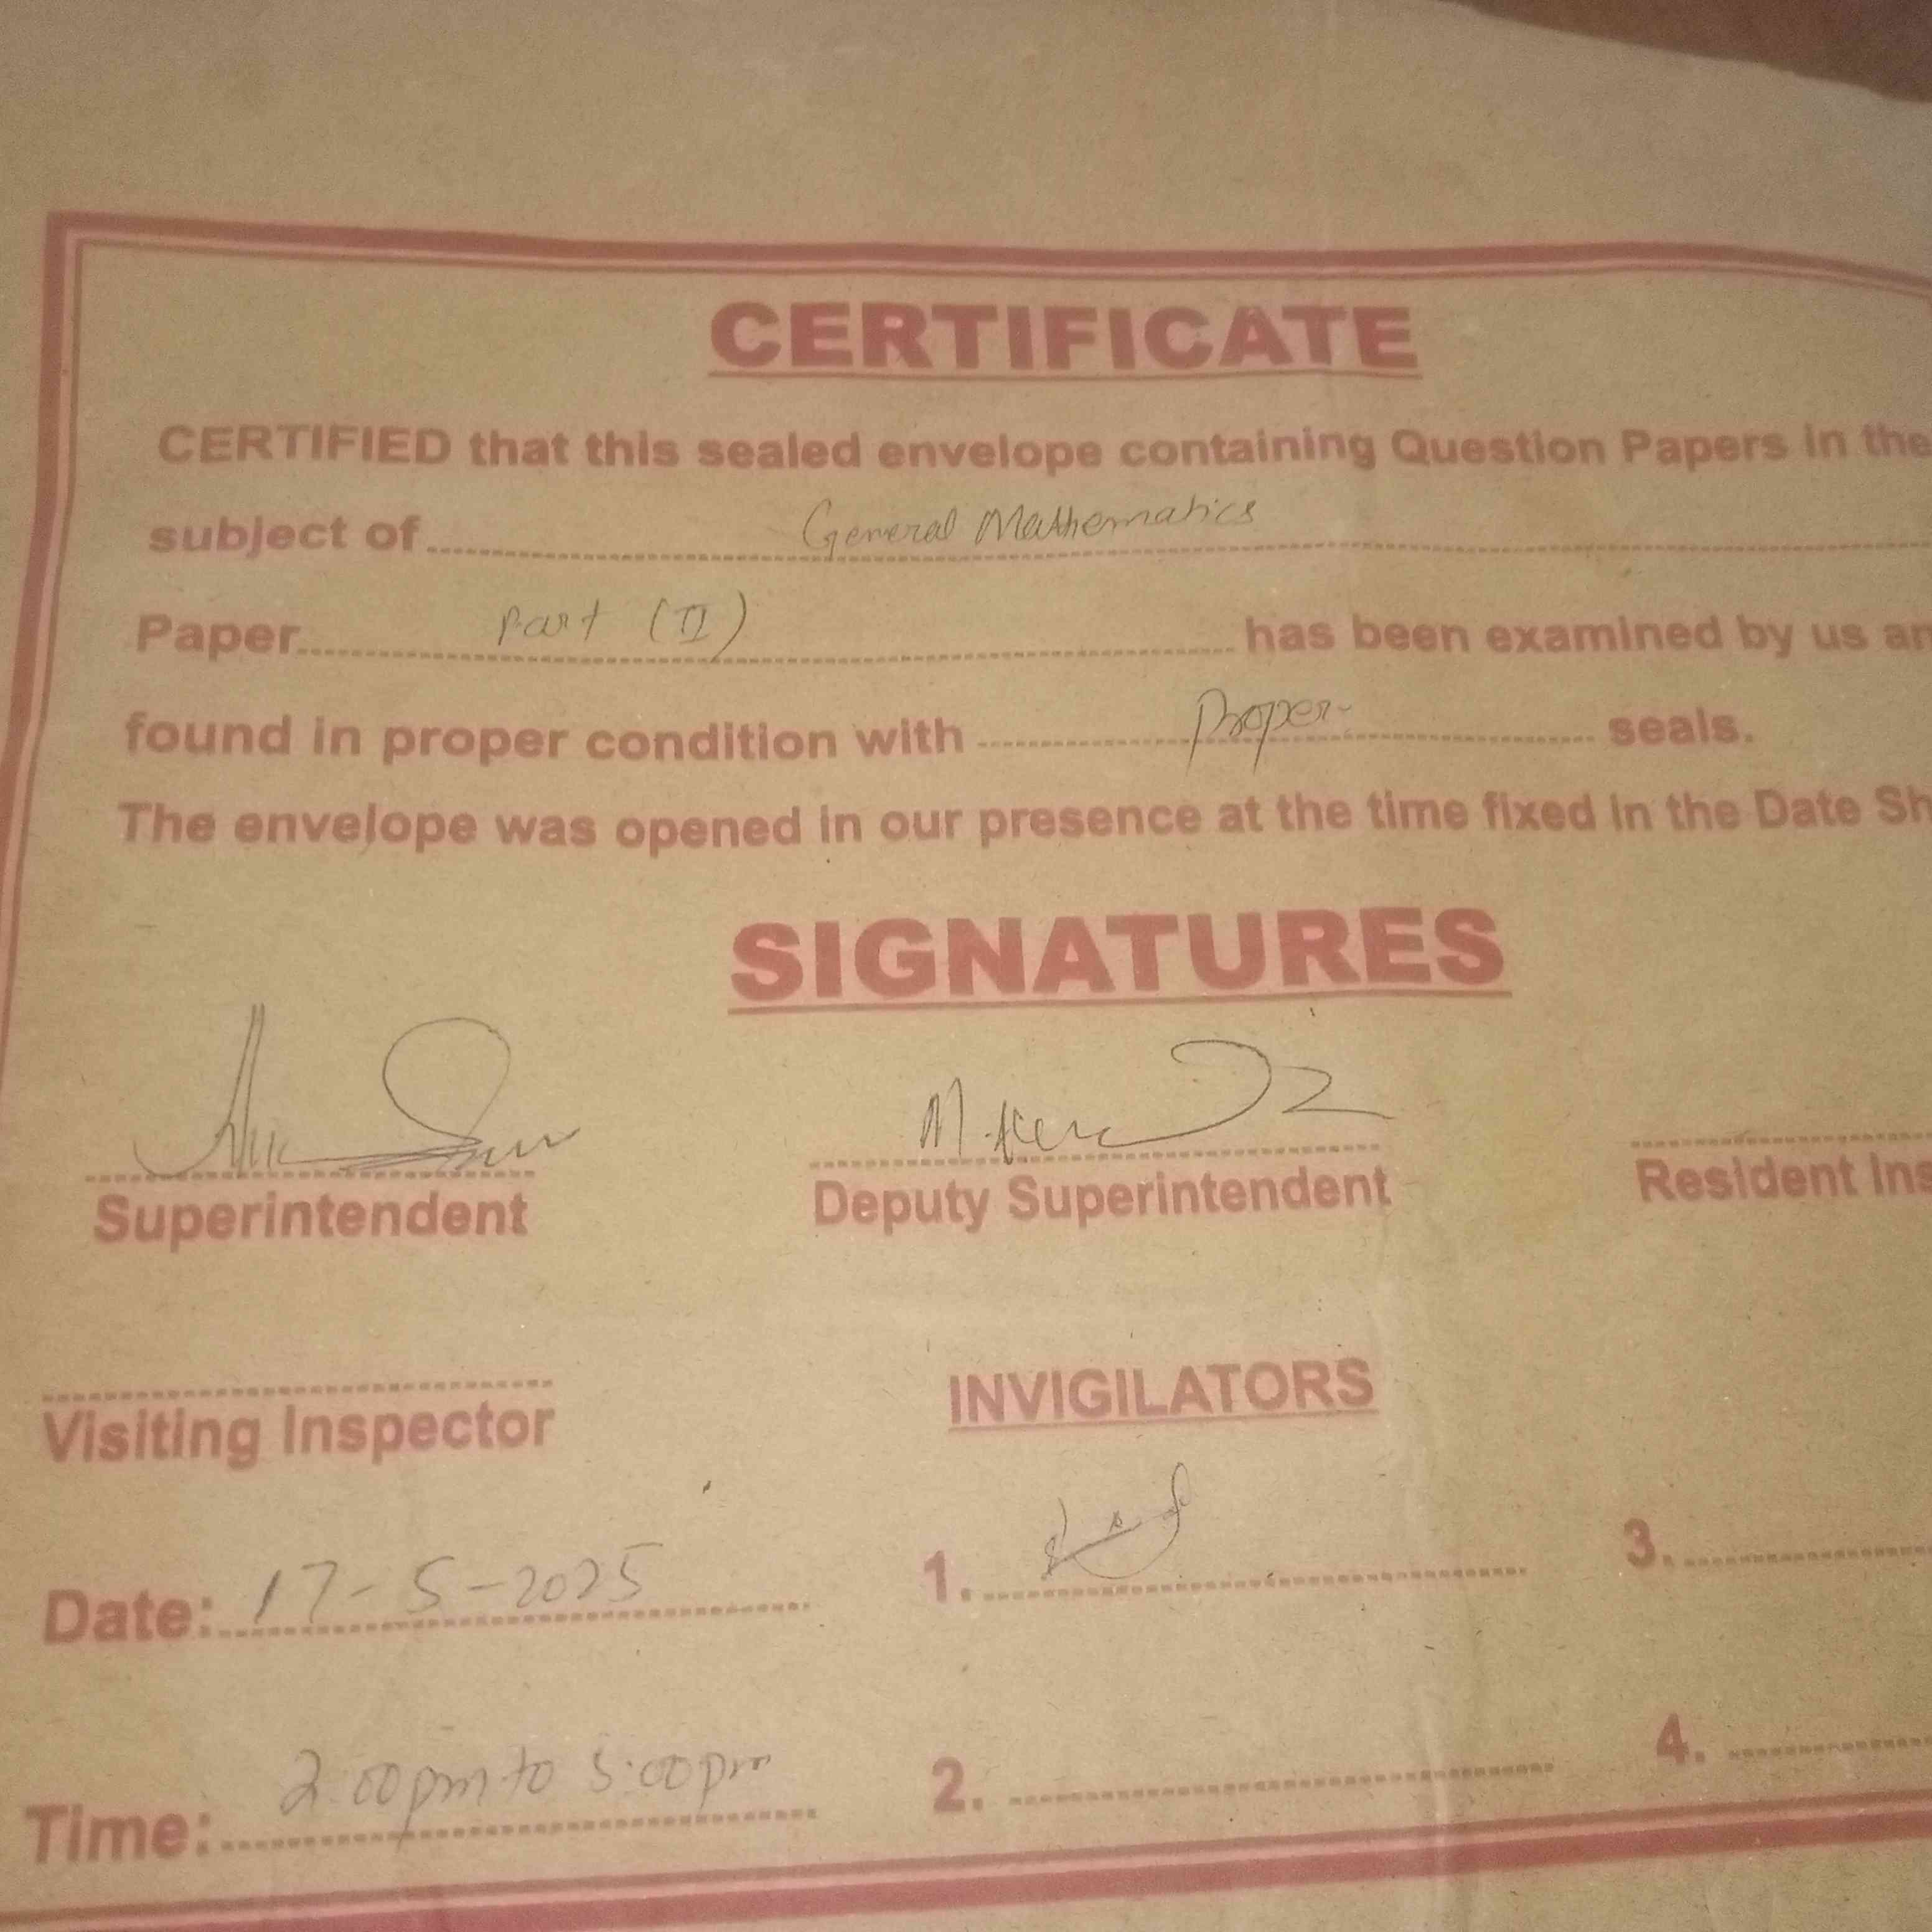 CERTIFICATE
CERTIFIED that this sealed envelope containing Question Papers in the
subject of General Mathematics
Paper Part (II) has been examined by us
found in proper condition with Proper seals.
The envelope was opened in our presence at the time fixed in the Date
SIGNATURES
Superintendent Deputy Superintendent Resident
Visiting Inspector INVIGILATORS
Date: 17-5-2025 1. 3.
Time: 2:00pm to 5:00pm 2. 4.